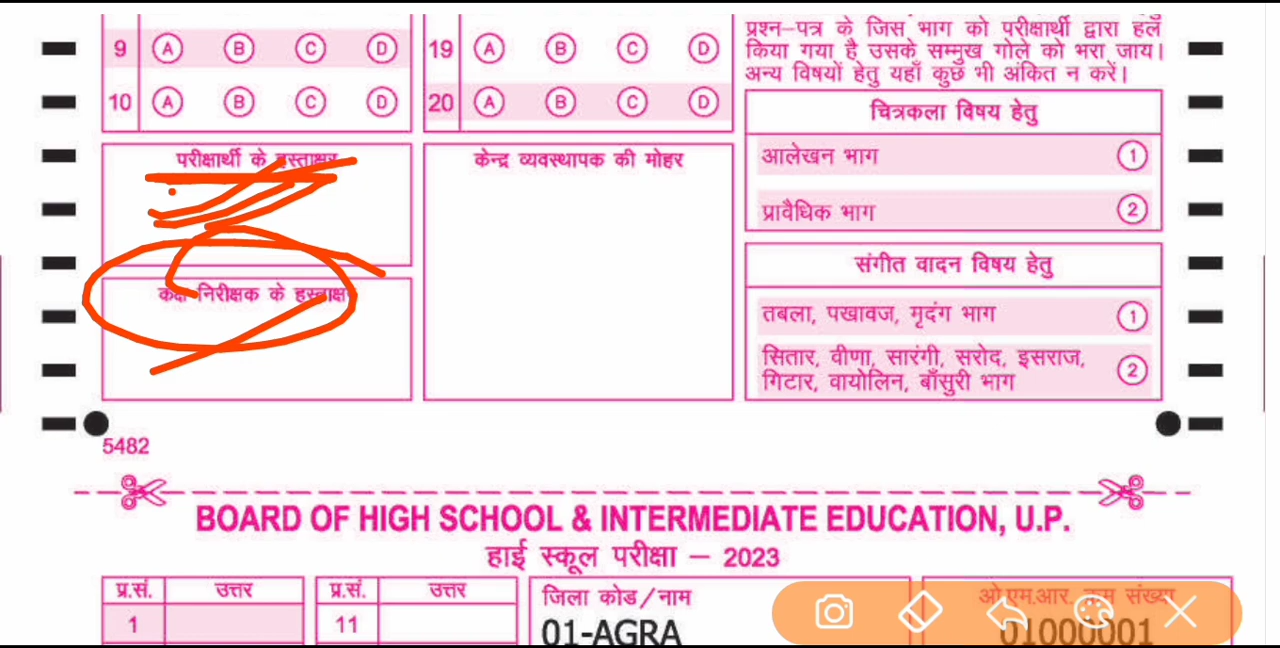 प्रश्न–पत्र के जिस भाग को परीक्षार्थी द्वारा हल
किया गया है उसके सम्मुख गोले को भरा जाय।
अन्य विषयों हेतु यहाँ कुछ भी अंकित न करें।
9 A B C D
10 A B C D
19 A B C D
20 A B C D
परीक्षार्थी के हस्ताक्षर
कक्ष निरीक्षक के हस्ताक्षर
केन्द्र व्यवस्थापक की मोहर
चित्रकला विषय हेतु
आलेखन भाग 1
प्रावैधिक भाग 2
संगीत वादन विषय हेतु
तबला, पखावज, मृदंग भाग 1
सितार, वीणा, सारंगी, सरोद, इसराज,
गिटार, वायोलिन, बाँसुरी भाग 2
5482
BOARD OF HIGH SCHOOL & INTERMEDIATE EDUCATION, U.P.
हाई स्कूल परीक्षा – 2023
प्र.सं. उत्तर
1
प्र.सं. उत्तर
11
जिला कोड/नाम
01-AGRA
ओ.एम.आर. क्रम संख्या
01000001